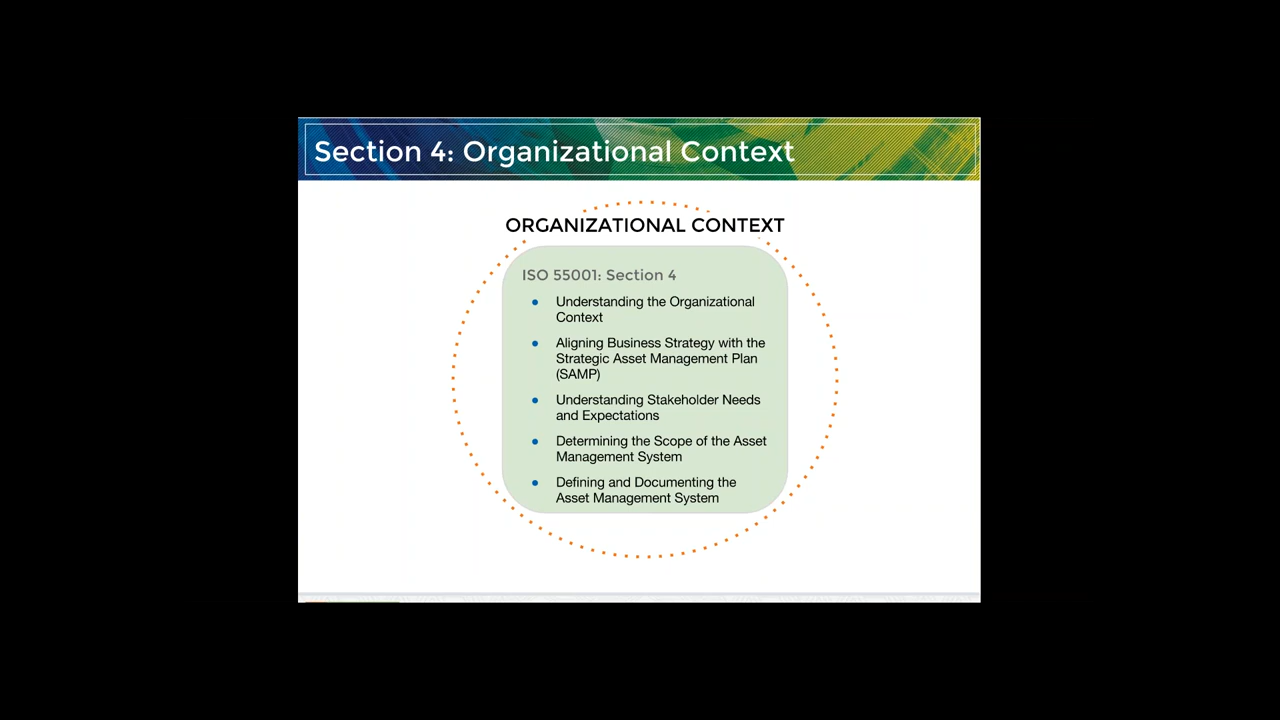 Section 4: Organizational Context
ORGANIZATIONAL CONTEXT
ISO 55001: Section 4
• Understanding the Organizational
Context
• Aligning Business Strategy with the
Strategic Asset Management Plan
(SAMP)
• Understanding Stakeholder Needs
and Expectations
• Determining the Scope of the Asset
Management System
• Defining and Documenting the
Asset Management System